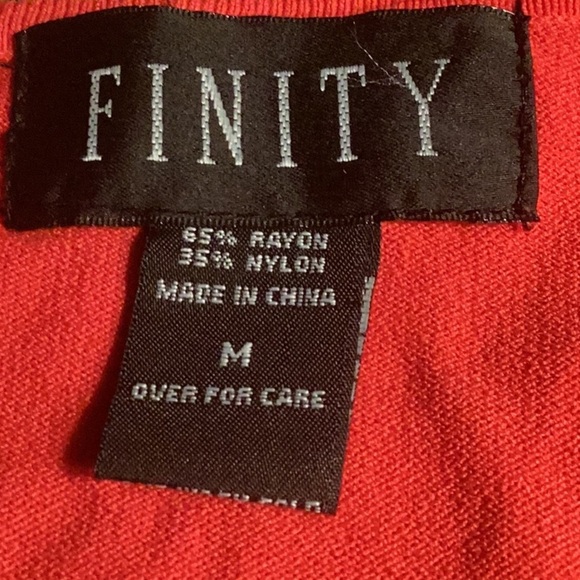 FINITY
65% RAYON
35% NYLON
MADE IN CHINA
M
OVER FOR CARE